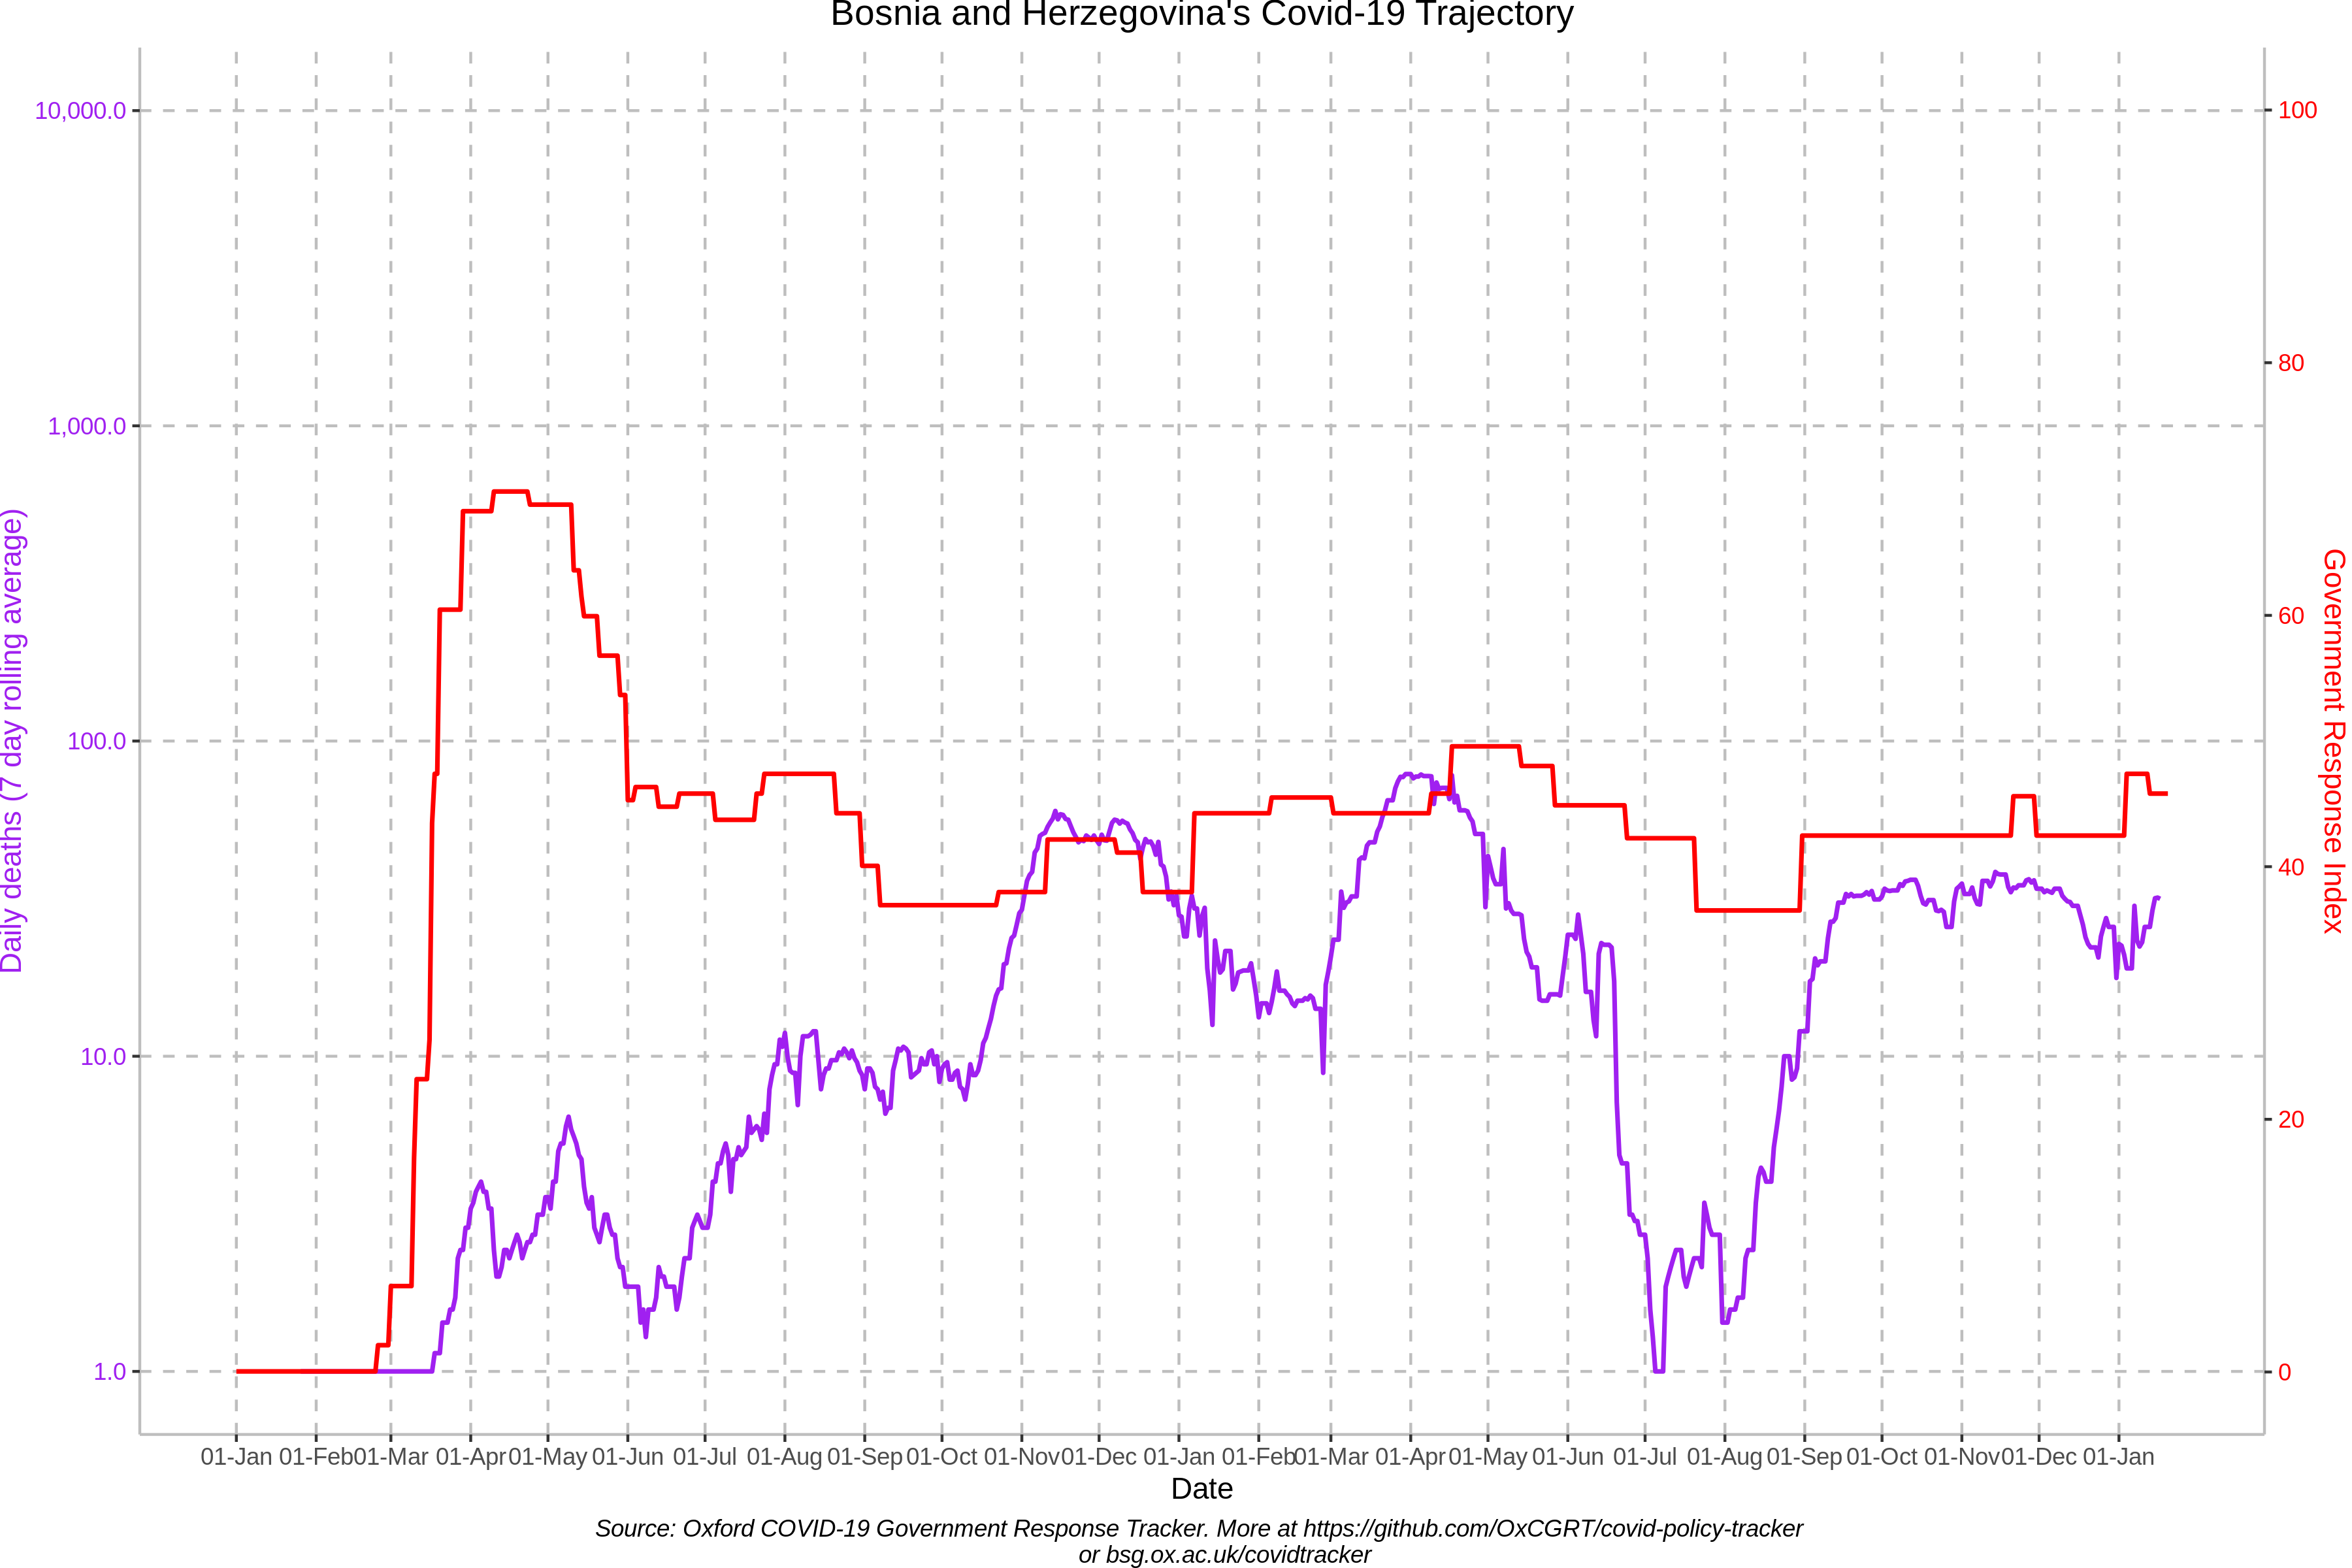 Bosnia and Herzegovina's Covid-19 Trajectory
10,000.0
1,000.0
100.0
10.0
1.0
Daily deaths (7 day rolling average)
100
80
60
40
20
0
Government Response Index
01-Jan 01-Feb 01-Mar 01-Apr 01-May 01-Jun 01-Jul 01-Aug 01-Sep 01-Oct 01-Nov 01-Dec 01-Jan 01-Feb 01-Mar 01-Apr 01-May 01-Jun 01-Jul 01-Aug 01-Sep 01-Oct 01-Nov 01-Dec 01-Jan
Date
Source: Oxford COVID-19 Government Response Tracker. More at https://github.com/OxCGRT/covid-policy-tracker
or bsg.ox.ac.uk/covidtracker